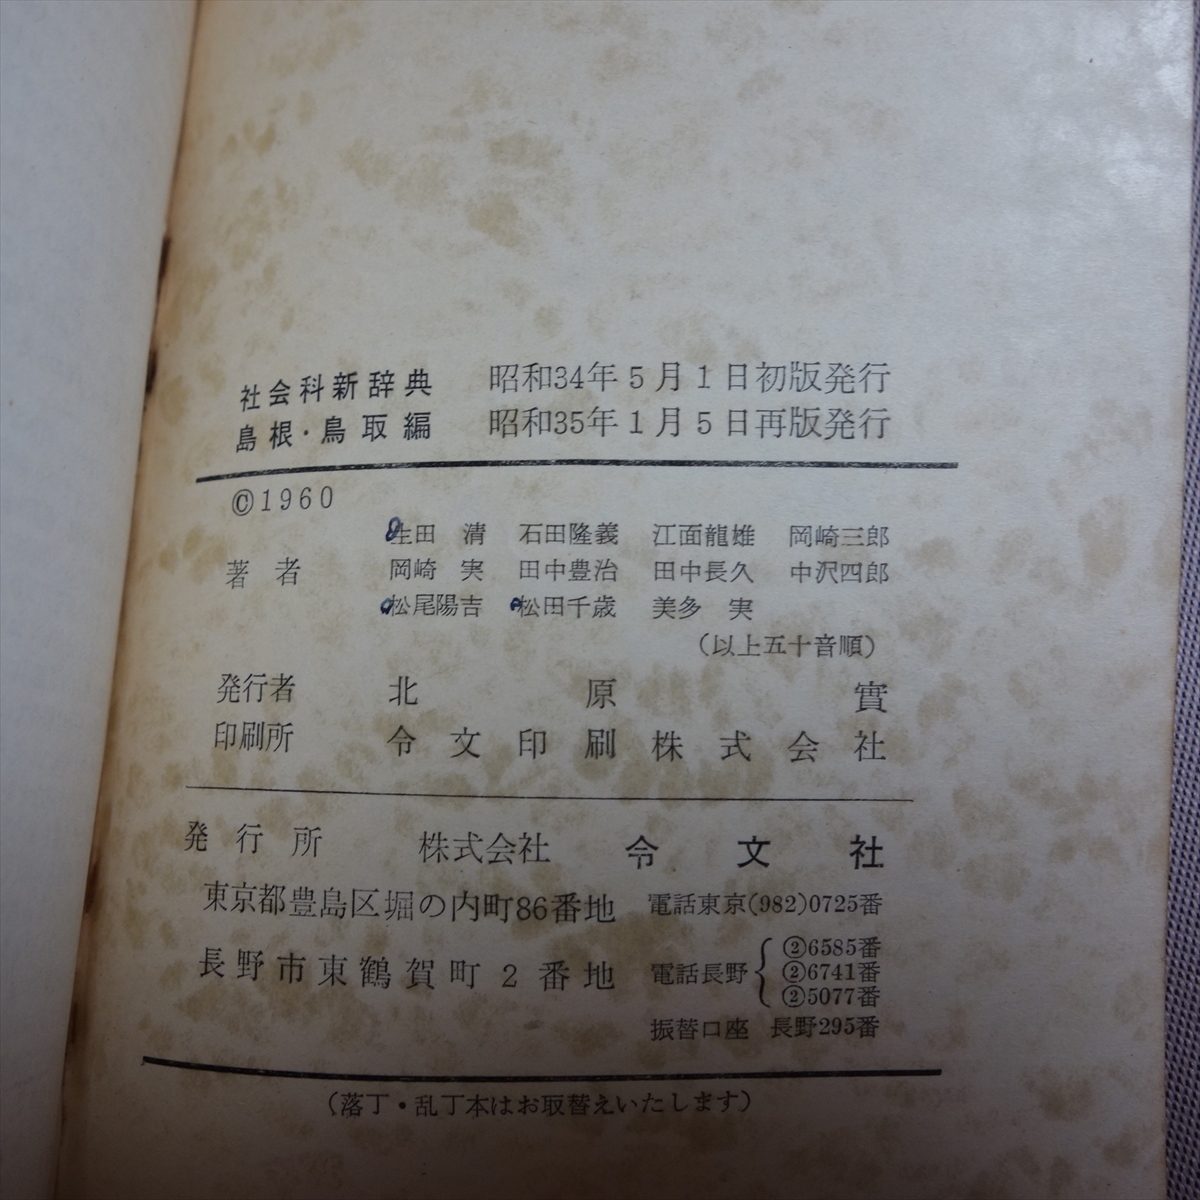 社会科新辞典 昭和34年5月1日初版発行
島根・鳥取編 昭和35年1月5日再版発行
©1960
生田 清 石田隆義 江面龍雄 岡崎三郎
著者 岡崎 実 田中豊治 田中長久 中沢四郎
松尾陽吉 松田千歳 美多 実
（以上五十音順）
発行者 北原實
印刷所 令文印刷株式会社
発行所 株式会社 令文社
東京都豊島区堀の内町86番地 電話東京(982)0725番
長野市東鶴賀町2番地 電話長野 ②6585番
②6741番
②5077番
振替口座 長野295番
（落丁・乱丁本はお取替えいたします）